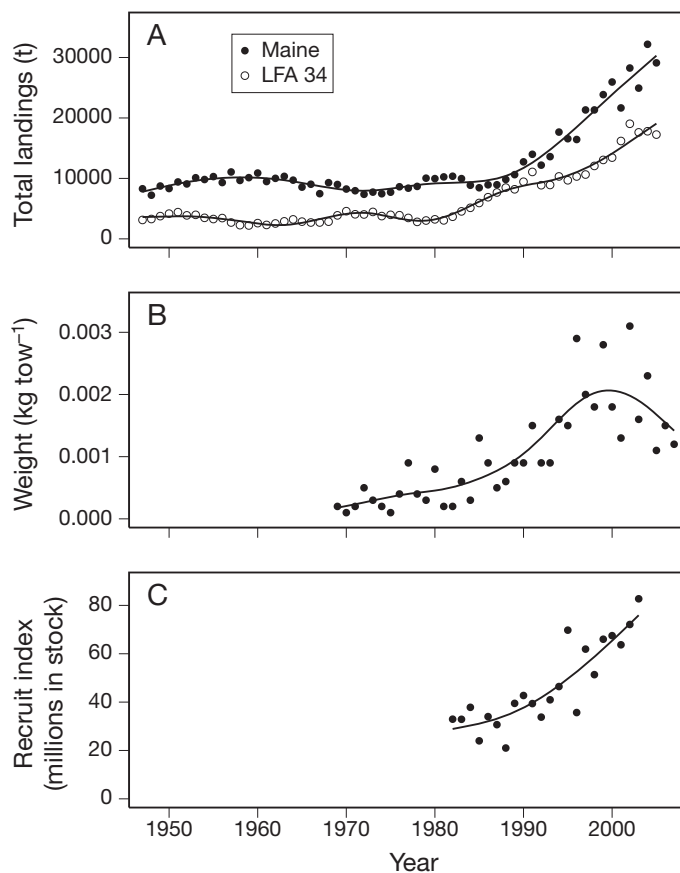 A
Maine
LFA 34
Total landings (t)
30000
20000
10000
0
B
Weight (kg tow⁻¹)
0.003
0.002
0.001
0.000
C
Recruit index
(millions in stock)
80
60
40
20
0
1950 1960 1970 1980 1990 2000
Year